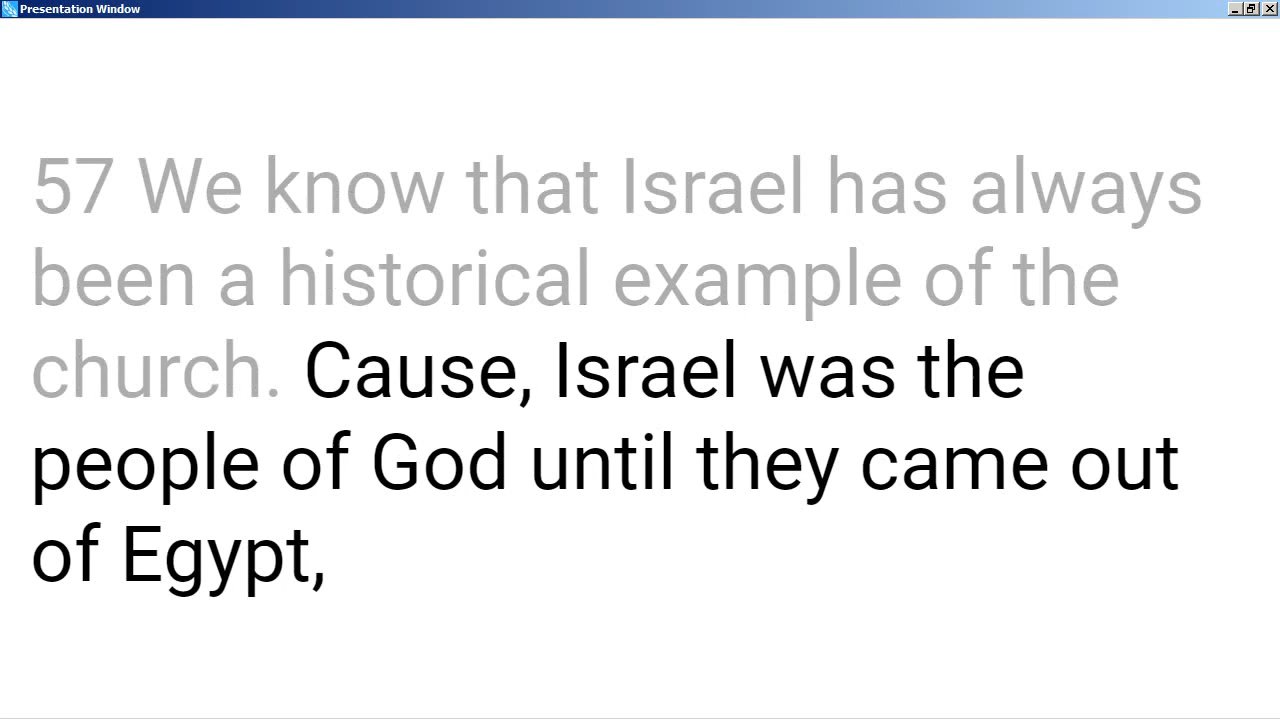 Presentation Window
57 We know that Israel has always
been a historical example of the
church. Cause, Israel was the
people of God until they came out
of Egypt,